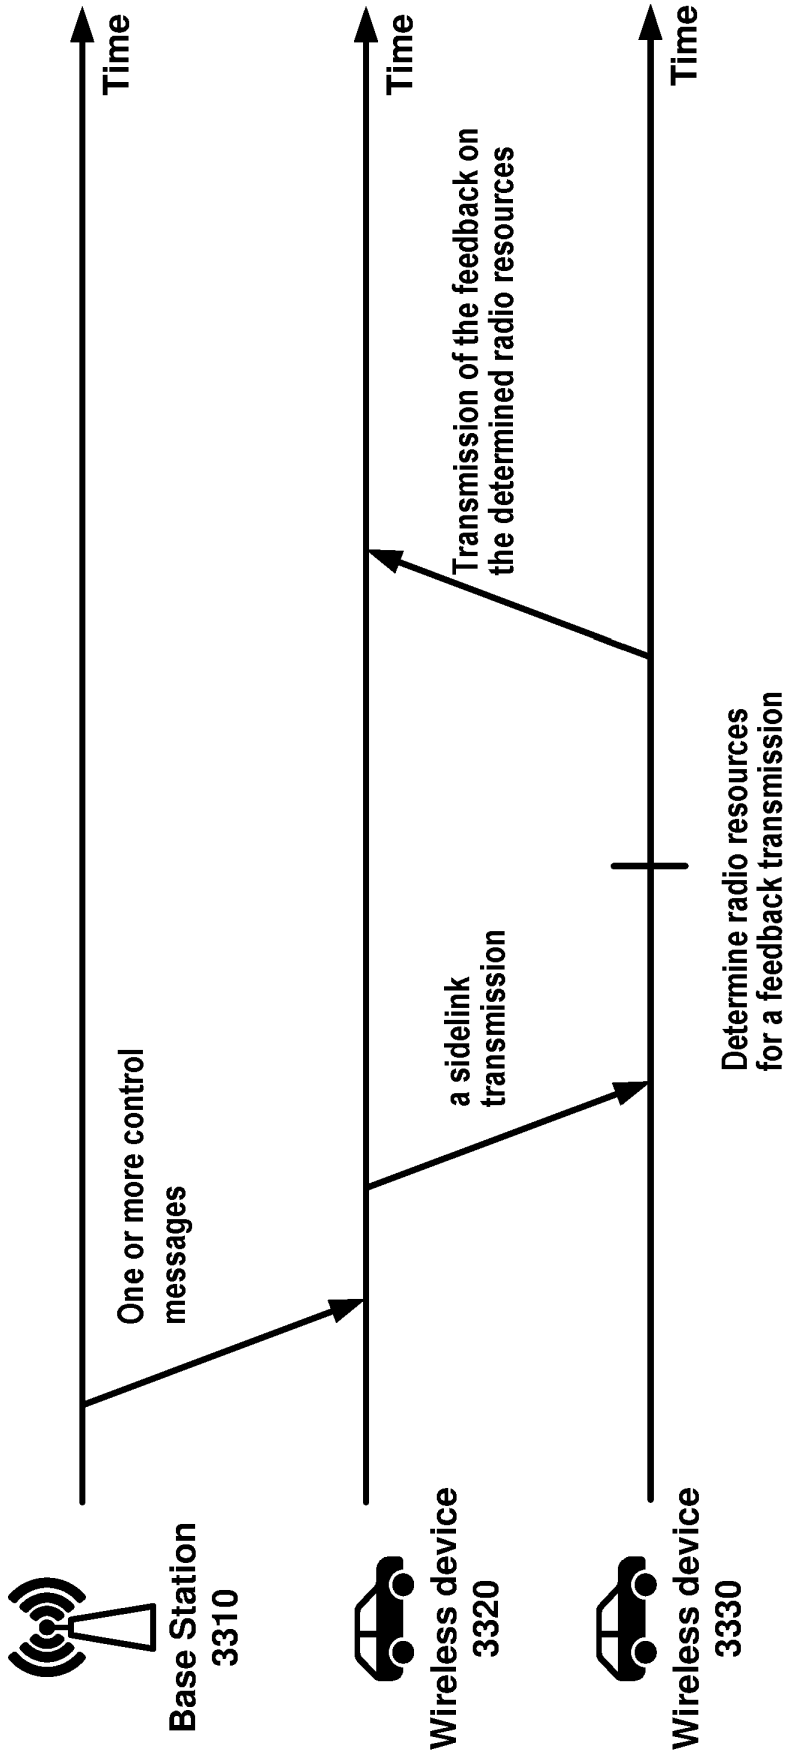 Base Station
3310
One or more control
messages
Time
Wireless device
3320
a sidelink
transmission
Transmission of the feedback on
the determined radio resources
Time
Wireless device
3330
Determine radio resources
for a feedback transmission
Time